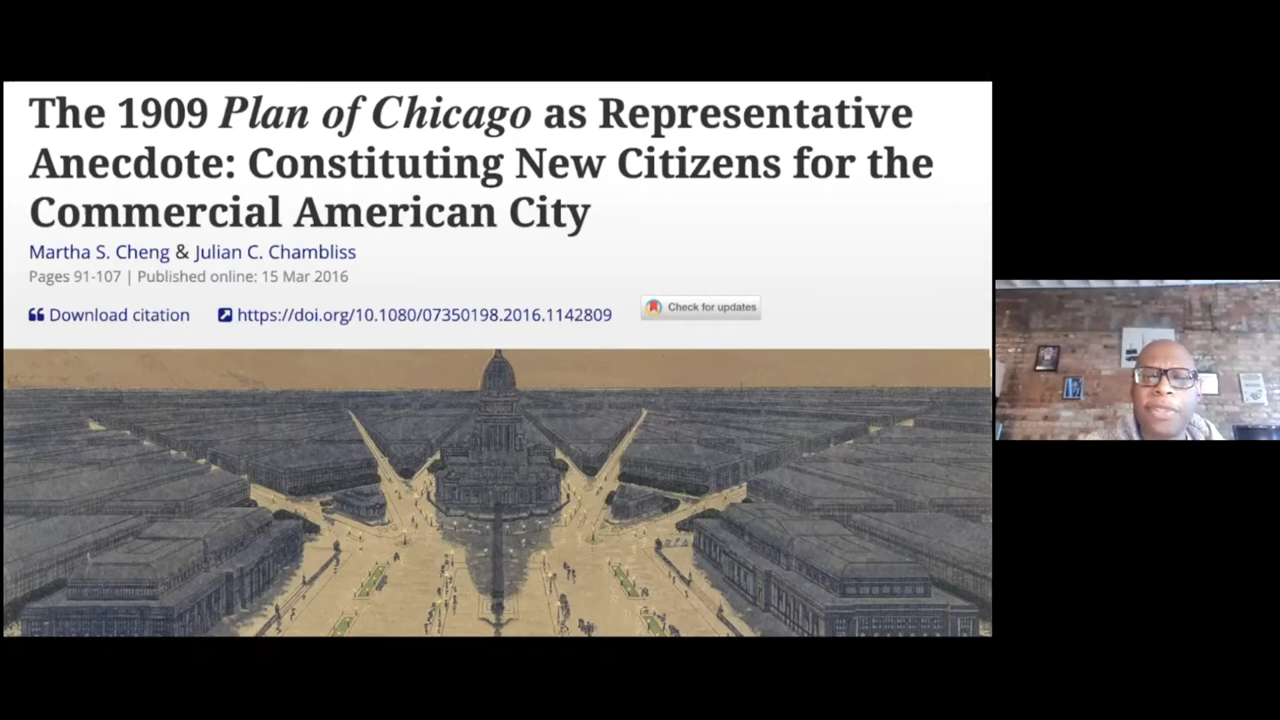 The 1909 Plan of Chicago as Representative
Anecdote: Constituting New Citizens for the
Commercial American City
Martha S. Cheng & Julian C. Chambliss
Pages 91-107 | Published online: 15 Mar 2016
Download citation https://doi.org/10.1080/07350198.2016.1142809 Check for updates